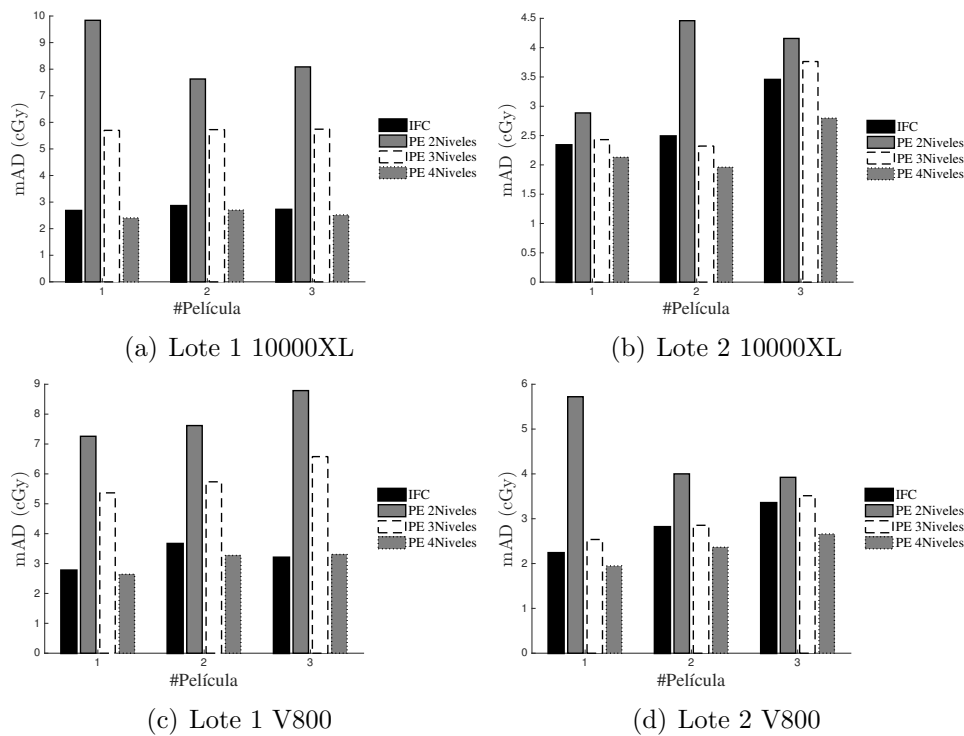 10
9
8
7
6
5
4
3
2
1
0
mAD (cGy)
1 2 3
#Película
IFC
PE 2Niveles
PE 3Niveles
PE 4Niveles
(a) Lote 1 10000XL
4.5
4
3.5
3
2.5
2
1.5
1
0.5
0
mAD (cGy)
1 2 3
#Película
IFC
PE 2Niveles
PE 3Niveles
PE 4Niveles
(b) Lote 2 10000XL
9
8
7
6
5
4
3
2
1
0
mAD (cGy)
1 2 3
#Película
IFC
PE 2Niveles
PE 3Niveles
PE 4Niveles
(c) Lote 1 V800
6
5
4
3
2
1
0
mAD (cGy)
1 2 3
#Película
IFC
PE 2Niveles
PE 3Niveles
PE 4Niveles
(d) Lote 2 V800